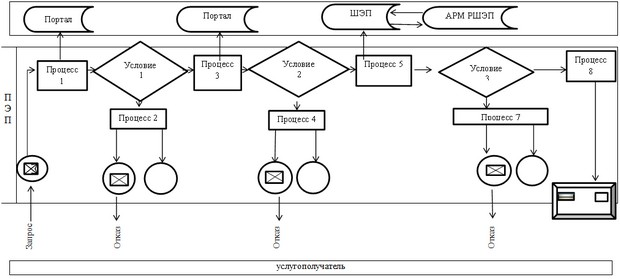 Портал
Портал
ШЭП
АРМ РШЭП
ПЭП
Процесс
1
Условие
1
Процесс
3
Условие
2
Процесс 5
Условие
3
Процесс
8
Процесс 2
Процесс 4
Процесс 7
Запрос
Отказ
Отказ
Отказ
услугополучатель